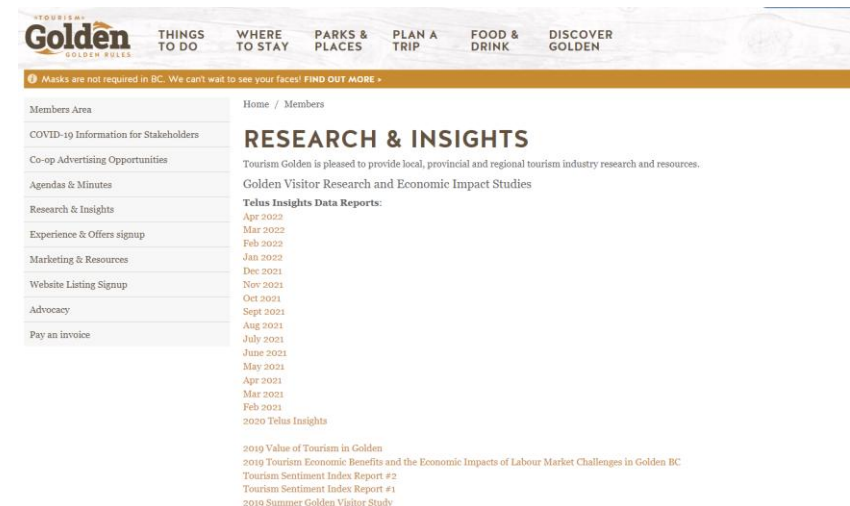 •TOURISM•
Golden
GOLDEN RULES
THINGS TO DO
WHERE TO STAY
PARKS & PLACES
PLAN A TRIP
FOOD & DRINK
DISCOVER GOLDEN
Masks are not required in BC. We can't wait to see your faces! FIND OUT MORE »
Members Area
COVID-19 Information for Stakeholders
Co-op Advertising Opportunities
Agendas & Minutes
Research & Insights
Experience & Offers signup
Marketing & Resources
Website Listing Signup
Advocacy
Pay an invoice
Home / Members
RESEARCH & INSIGHTS
Tourism Golden is pleased to provide local, provincial and regional tourism industry research and resources.
Golden Visitor Research and Economic Impact Studies
Telus Insights Data Reports:
Apr 2022
Mar 2022
Feb 2022
Jan 2022
Dec 2021
Nov 2021
Oct 2021
Sept 2021
Aug 2021
July 2021
June 2021
May 2021
Apr 2021
Mar 2021
Feb 2021
2020 Telus Insights
2019 Value of Tourism in Golden
2019 Tourism Economic Benefits and the Economic Impacts of Labour Market Challenges in Golden BC
Tourism Sentiment Index Report #2
Tourism Sentiment Index Report #1
2019 Summer Golden Visitor Study